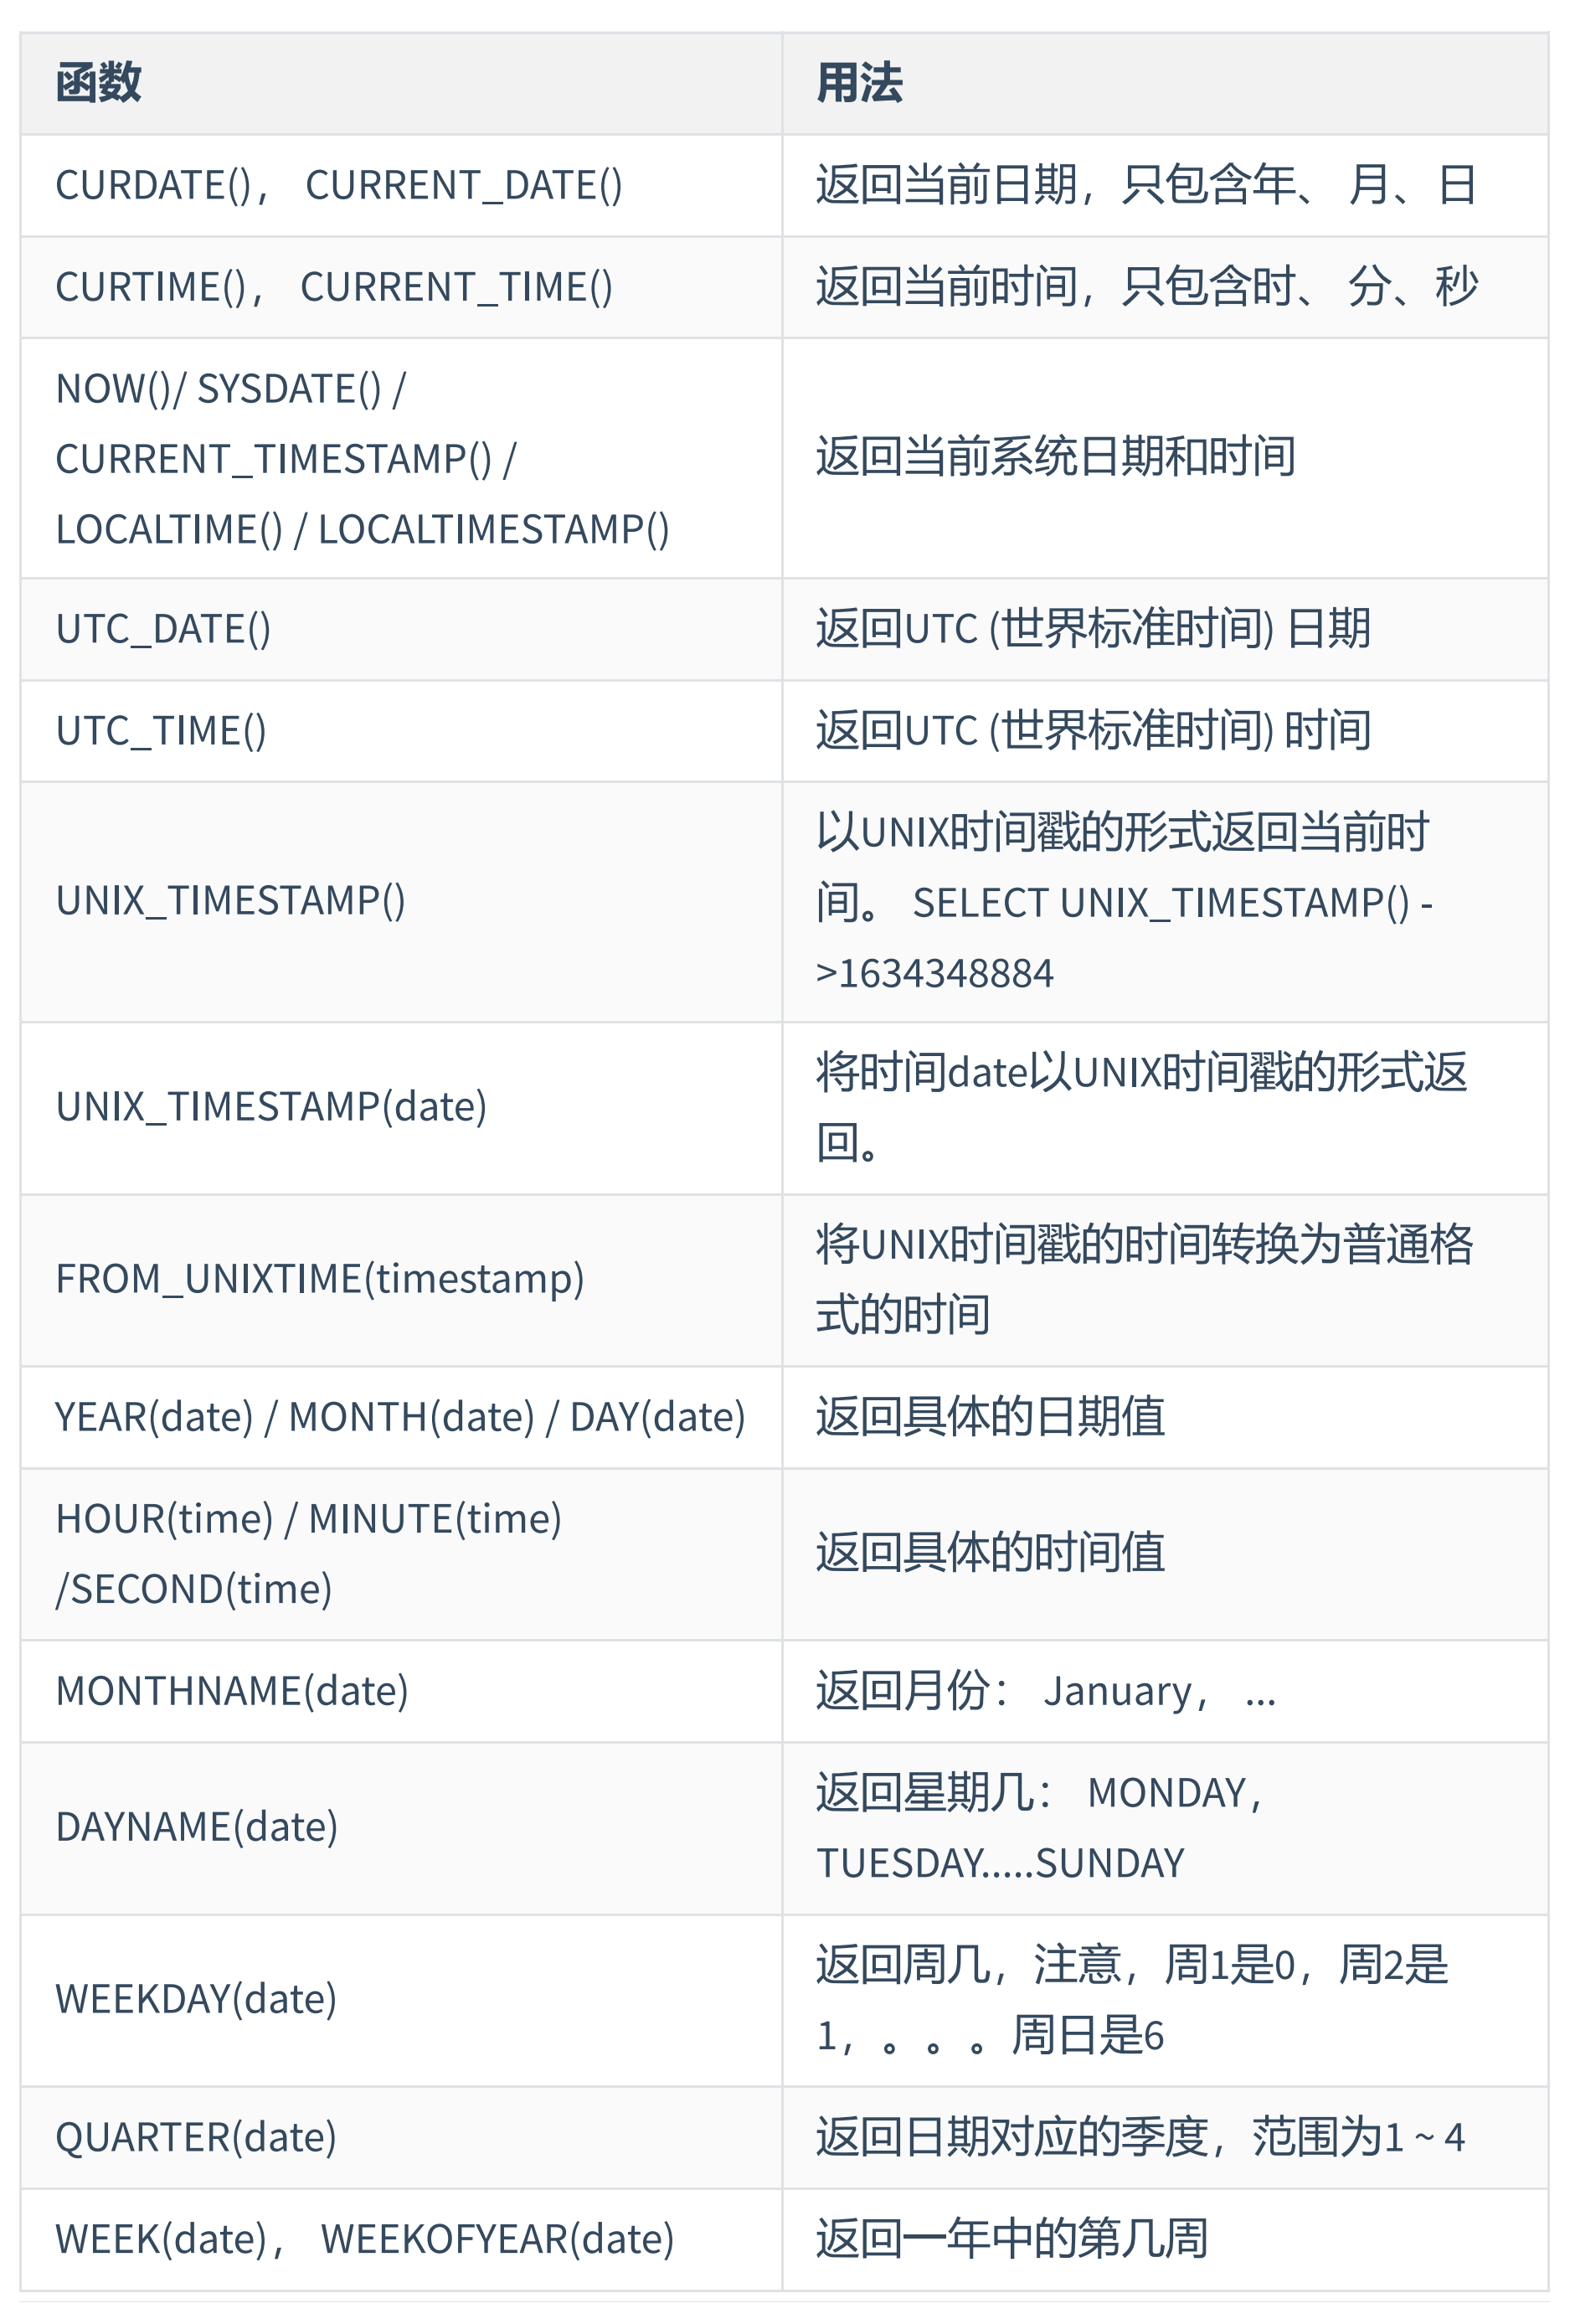 函数
用法
CURDATE()， CURRENT_DATE()
返回当前日期，只包含年、 月、日
CURTIME()， CURRENT_TIME()
返回当前时间，只包含时、 分、秒
NOW()/ SYSDATE() /
CURRENT_TIMESTAMP() /
LOCALTIME() / LOCALTIMESTAMP()
返回当前系统日期和时间
UTC_DATE()
返回UTC (世界标准时间) 日期
UTC_TIME()
返回UTC (世界标准时间) 时间
UNIX_TIMESTAMP()
以UNIX时间戳的形式返回当前时
间。 SELECT UNIX_TIMESTAMP() -
>1634348884
UNIX_TIMESTAMP(date)
将时间date以UNIX时间戳的形式返
回。
FROM_UNIXTIME(timestamp)
将UNIX时间戳的时间转换为普通格
式的时间
YEAR(date) / MONTH(date) / DAY(date)
返回具体的日期值
HOUR(time) / MINUTE(time)
/SECOND(time)
返回具体的时间值
MONTHNAME(date)
返回月份： January， ...
DAYNAME(date)
返回星期几： MONDAY，
TUESDAY.....SUNDAY
WEEKDAY(date)
返回周几，注意，周1是0，周2是
1，。。。周日是6
QUARTER(date)
返回日期对应的季度，范围为1 ~ 4
WEEK(date)， WEEKOFYEAR(date)
返回一年中的第几周